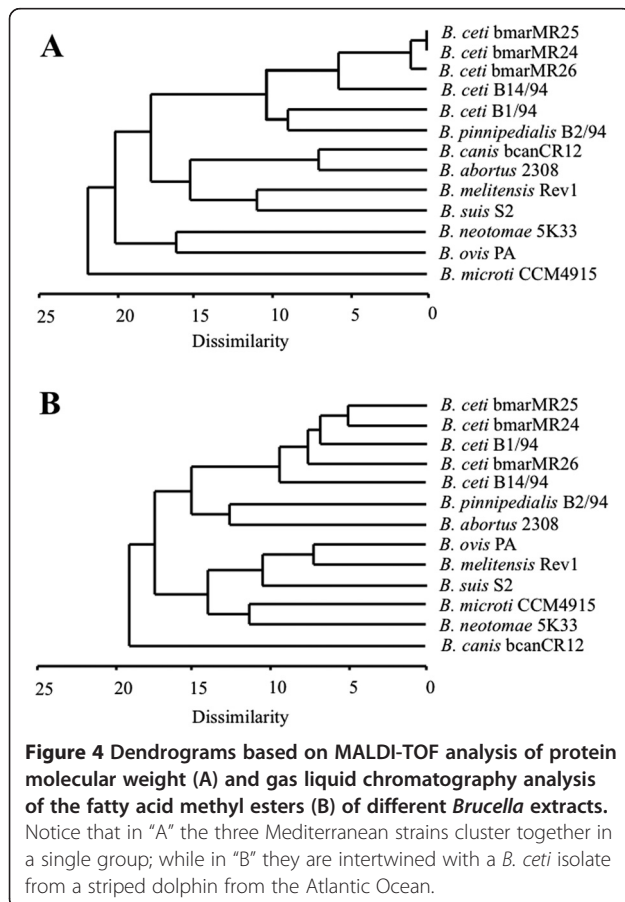 A
B. ceti bmarMR25
B. ceti bmarMR24
B. ceti bmarMR26
B. ceti B14/94
B. ceti B1/94
B. pinnipedialis B2/94
B. canis bcanCR12
B. abortus 2308
B. melitensis Rev1
B. suis S2
B. neotomae 5K33
B. ovis PA
B. microti CCM4915
25 20 15 10 5 0
Dissimilarity
B
B. ceti bmarMR25
B. ceti bmarMR24
B. ceti B1/94
B. ceti bmarMR26
B. ceti B14/94
B. pinnipedialis B2/94
B. abortus 2308
B. ovis PA
B. melitensis Rev1
B. suis S2
B. microti CCM4915
B. neotomae 5K33
B. canis bcanCR12
25 20 15 10 5 0
Dissimilarity
Figure 4 Dendrograms based on MALDI-TOF analysis of protein
molecular weight (A) and gas liquid chromatography analysis
of the fatty acid methyl esters (B) of different Brucella extracts.
Notice that in “A” the three Mediterranean strains cluster together in
a single group; while in “B” they are intertwined with a B. ceti isolate
from a striped dolphin from the Atlantic Ocean.